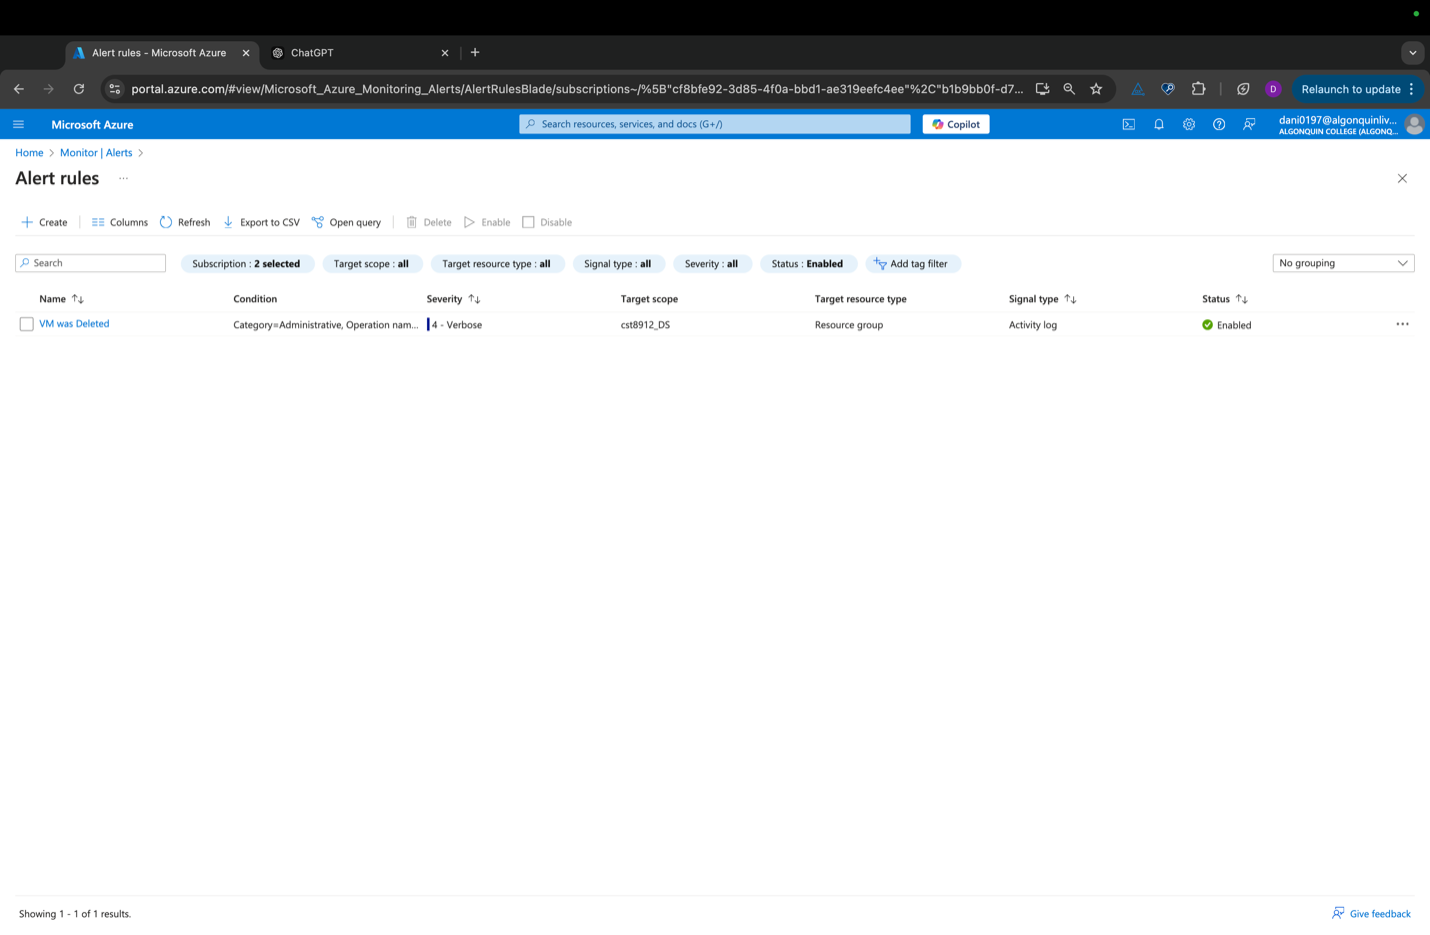 Alert rules - Microsoft Azure
ChatGPT
portal.azure.com/#view/Microsoft_Azure_Monitoring_Alerts/AlertRulesBlade/subscriptions~/%5B"cf8bfe92-3d85-4f0a-bbd1-ae319eefc4ee"%2C"b1b9bb0f-d7...
D
Relaunch to update
Microsoft Azure
Search resources, services, and docs (G+/)
Copilot
dani0197@algonquinliv...
ALGONQUIN COLLEGE (ALGONQ...
Home > Monitor | Alerts >
Alert rules ...
Create
Columns
Refresh
Export to CSV
Open query
Delete
Enable
Disable
Search
Subscription : 2 selected
Target scope : all
Target resource type : all
Signal type : all
Severity : all
Status : Enabled
Add tag filter
No grouping
Name Condition Severity Target scope Target resource type Signal type Status
VM was Deleted Category=Administrative, Operation nam... 4 - Verbose cst8912_DS Resource group Activity log Enabled
Showing 1 - 1 of 1 results.
Give feedback